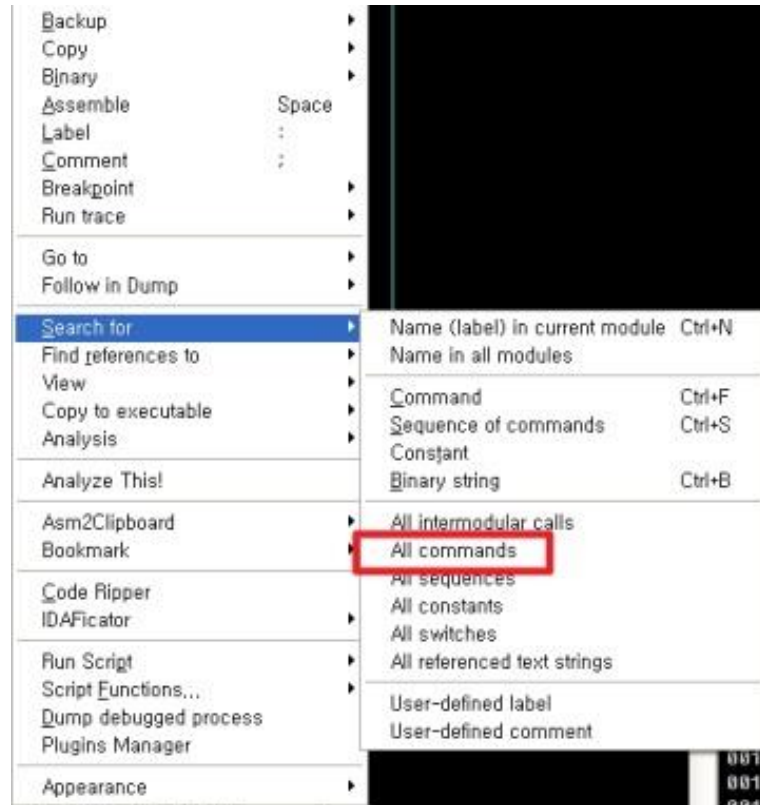 Backup
Copy
Binary
Assemble Space
Label :
Comment ;
Breakpoint
Run trace
Go to
Follow in Dump
Search for
Find references to
View
Copy to executable
Analysis
Analyze This!
Asm2Clipboard
Bookmark
Code Ripper
IDAFicator
Run Script
Script Functions...
Dump debugged process
Plugins Manager
Appearance
Name (label) in current module Ctrl+N
Name in all modules
Command Ctrl+F
Sequence of commands Ctrl+S
Constant
Binary string Ctrl+B
All intermodular calls
All commands
All sequences
All constants
All switches
All referenced text strings
User-defined label
User-defined comment
001
001